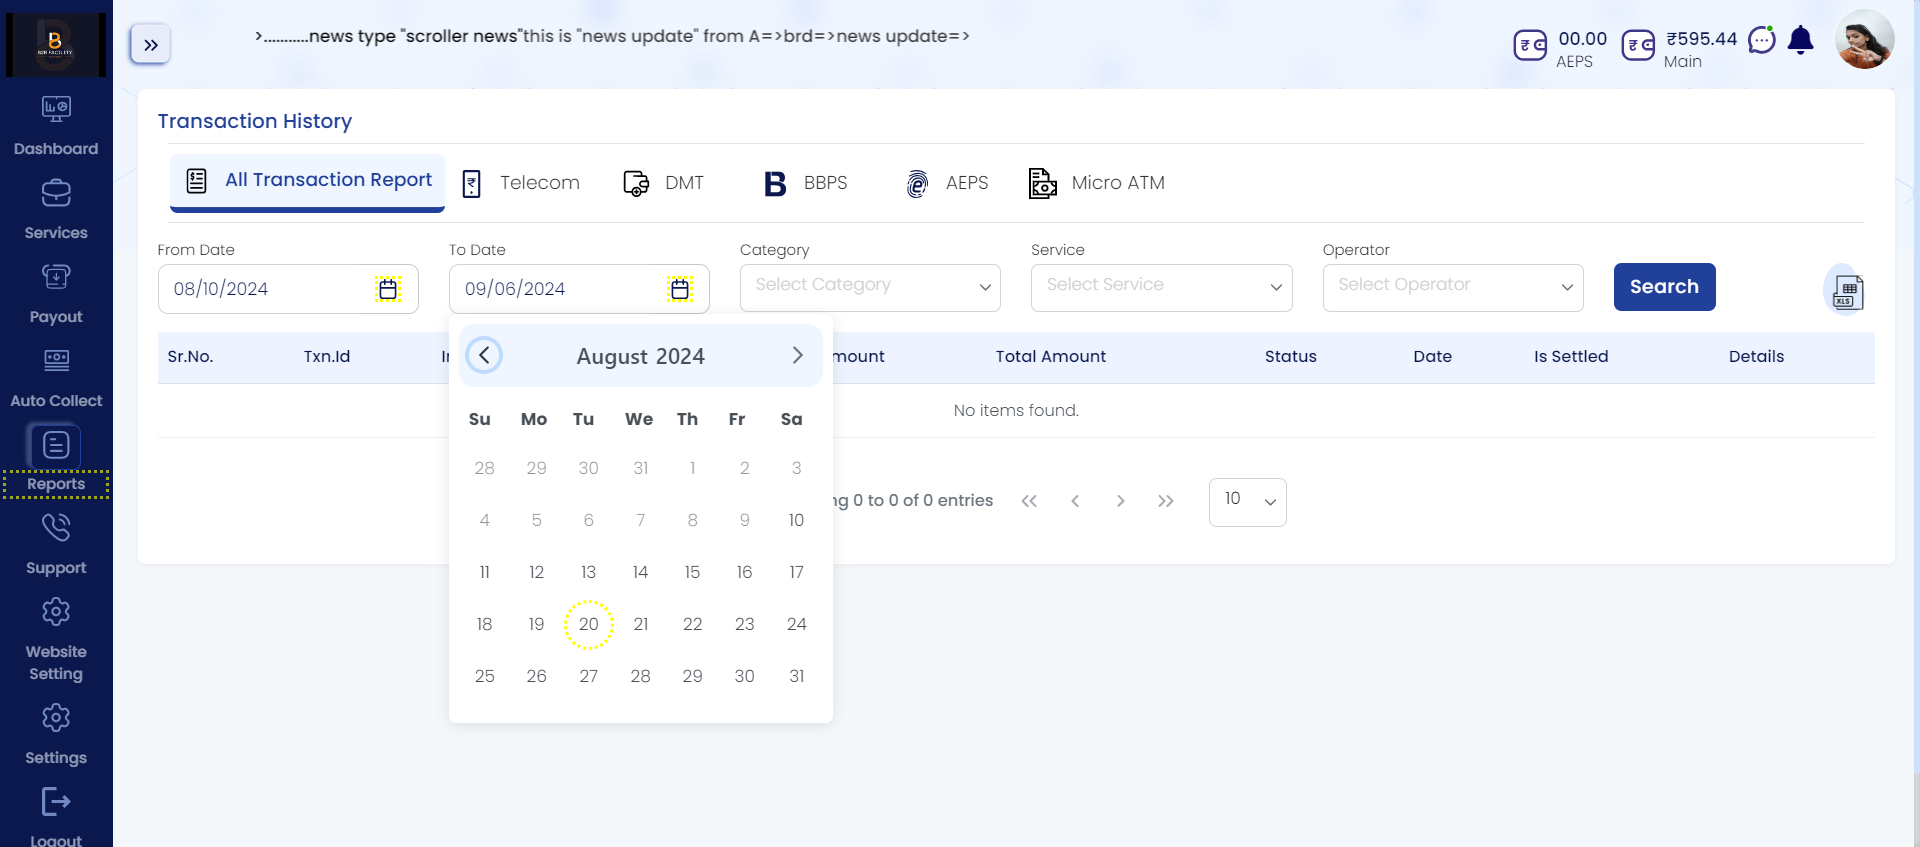 >...........news type "scroller news"this is "news update" from A=>brd=>news update=>
00.00
AEPS
₹595.44
Main
B2B FACILITY
Dashboard
Services
Payout
Auto Collect
Reports
Support
Website
Setting
Settings
Logout
Transaction History
All Transaction Report
Telecom
DMT
BBPS
AEPS
Micro ATM
From Date
To Date
Category
Service
Operator
08/10/2024
09/06/2024
Select Category
Select Service
Select Operator
Search
XLS
Sr.No.
Txn.Id
mount
Total Amount
Status
Date
Is Settled
Details
No items found.
ng 0 to 0 of 0 entries
10
August 2024
Su Mo Tu We Th Fr Sa
28 29 30 31 1 2 3
4 5 6 7 8 9 10
11 12 13 14 15 16 17
18 19 20 21 22 23 24
25 26 27 28 29 30 31